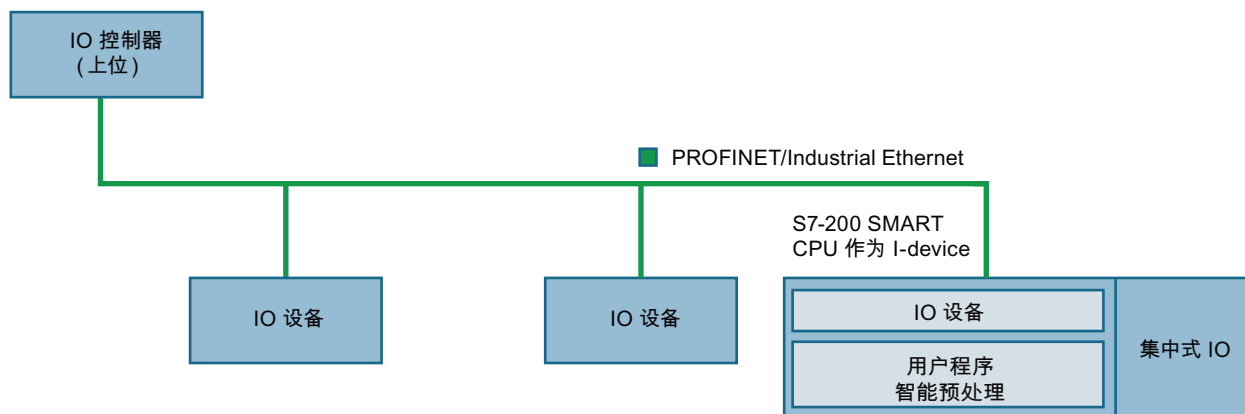 IO 控制器
(上位)
PROFINET/Industrial Ethernet
S7-200 SMART
CPU 作为 I-device
IO 设备
IO 设备
IO 设备
用户程序
智能预处理
集中式 IO